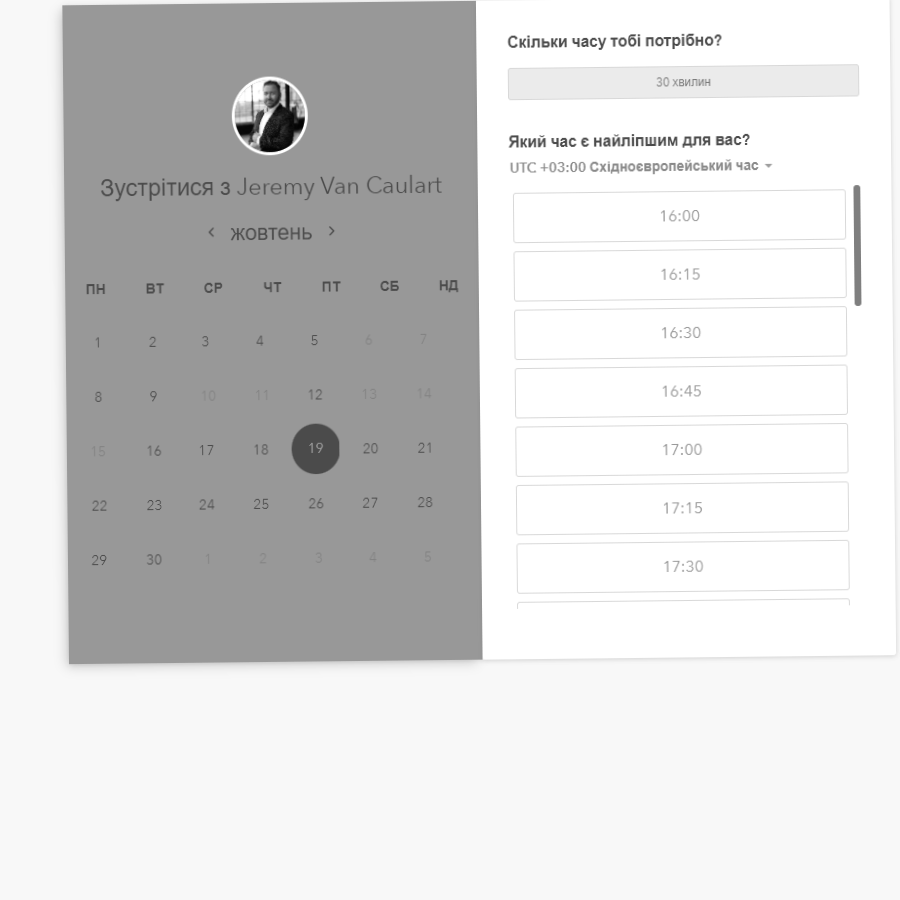 Зустрітися з Jeremy Van Caulart
жовтень
ПН ВТ СР ЧТ ПТ СБ НД
1 2 3 4 5 6 7
8 9 10 11 12 13 14
15 16 17 18 19 20 21
22 23 24 25 26 27 28
29 30 1 2 3 4 5
Скільки часу тобі потрібно?
30 хвилин
Який час є найліпшим для вас?
UTC +03:00 Східноєвропейський час
16:00
16:15
16:30
16:45
17:00
17:15
17:30